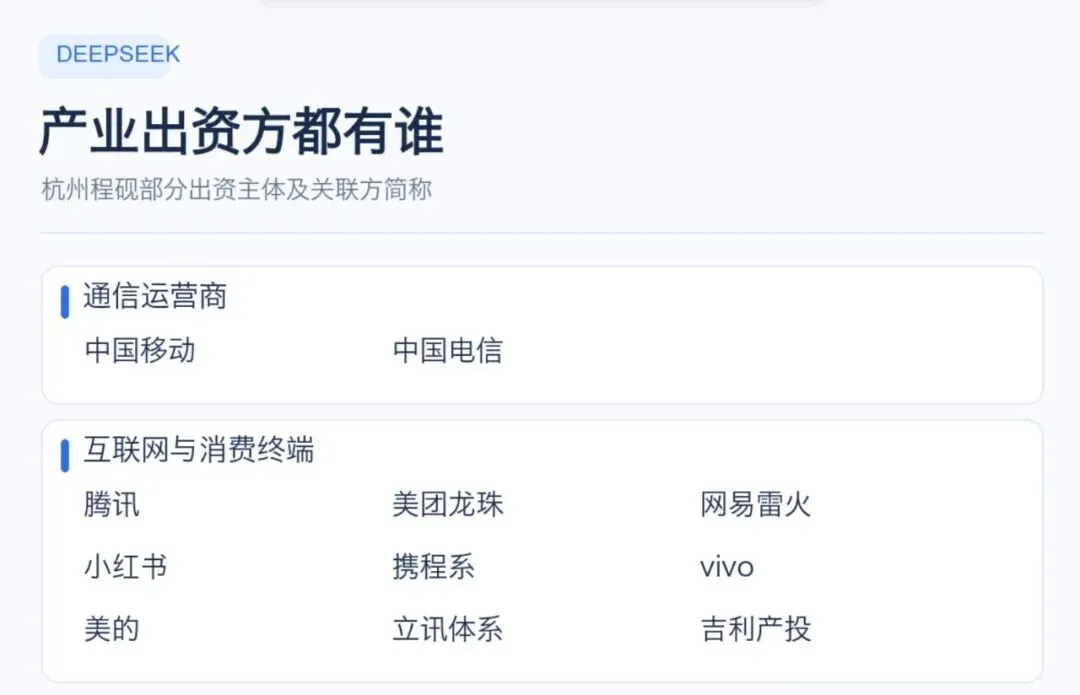 DEEPSEEK
产业出资方都有谁
杭州程砚部分出资主体及关联方简称
通信运营商
中国移动 中国电信
互联网与消费终端
腾讯 美团龙珠 网易雷火
小红书 携程系 vivo
美的 立讯体系 吉利产投